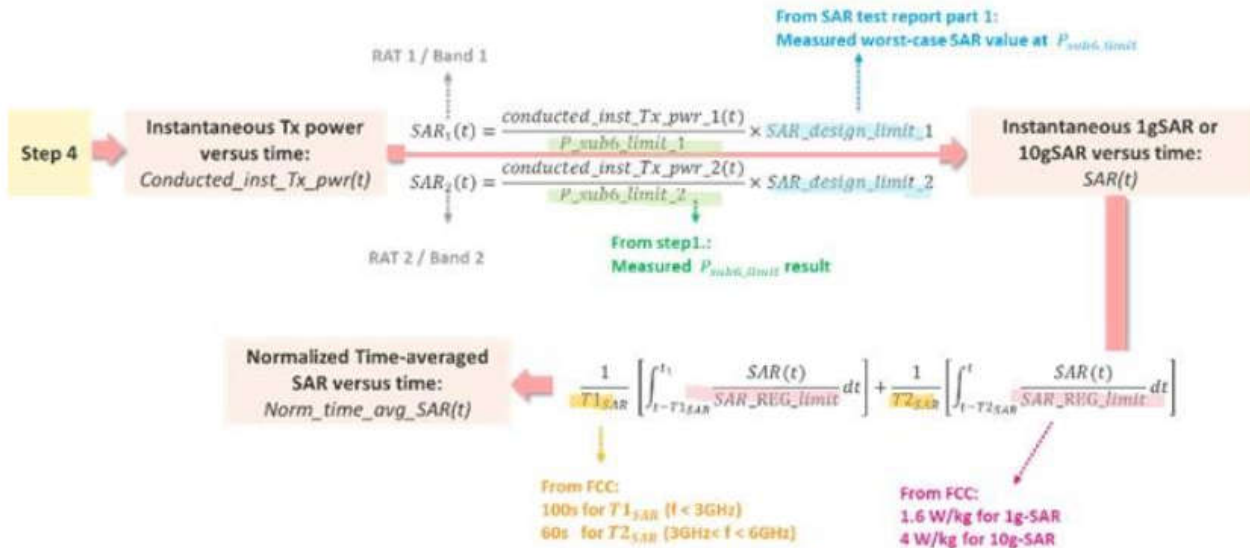 From SAR test report part 1:
Measured worst-case SAR value at P_sub6_limit
RAT 1 / Band 1
Step 4
Instantaneous Tx power
versus time:
Conducted_inst_Tx_pwr(t)
SAR₁(t) = conducted_inst_Tx_pwr_1(t) / P_sub6_limit_1 × SAR_design_limit_1
SAR₂(t) = conducted_inst_Tx_pwr_2(t) / P_sub6_limit_2 × SAR_design_limit_2
Instantaneous 1gSAR or
10gSAR versus time:
SAR(t)
RAT 2 / Band 2
From step1.:
Measured P_sub6_limit result
Normalized Time-averaged
SAR versus time:
Norm_time_avg_SAR(t)
1/T1_SAR [∫_{t-T1_SAR}^{t₁} SAR(t)/SAR_REG_limit dt] + 1/T2_SAR [∫_{t-T2_SAR}^{t} SAR(t)/SAR_REG_limit dt]
From FCC:
100s for T1_SAR (f < 3GHz)
60s for T2_SAR (3GHz< f < 6GHz)
From FCC:
1.6 W/kg for 1g-SAR
4 W/kg for 10g-SAR